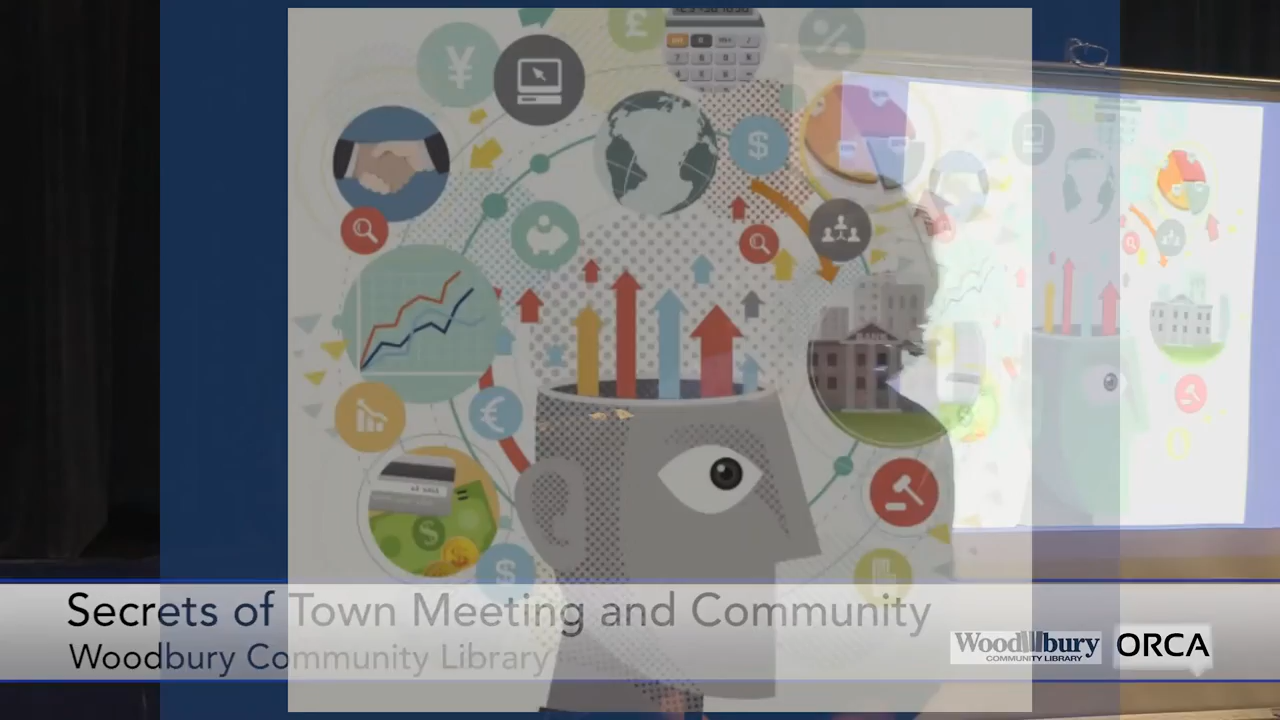 Secrets of Town Meeting and Community
Woodbury Community Library
Woodbury
COMMUNITY LIBRARY
ORCA